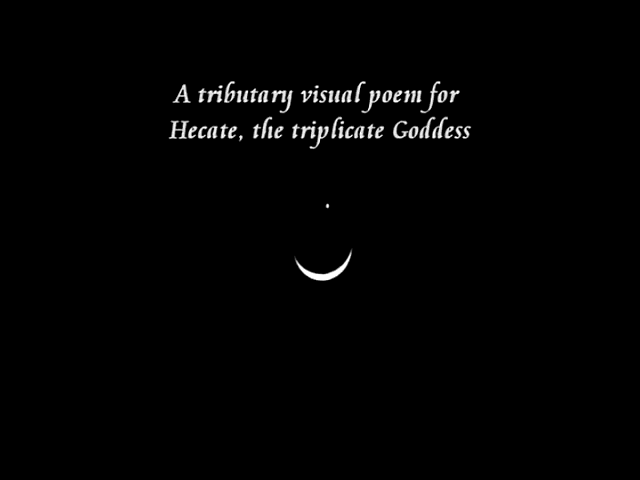 A tributary visual poem for
Hecate, the triplicate Goddess